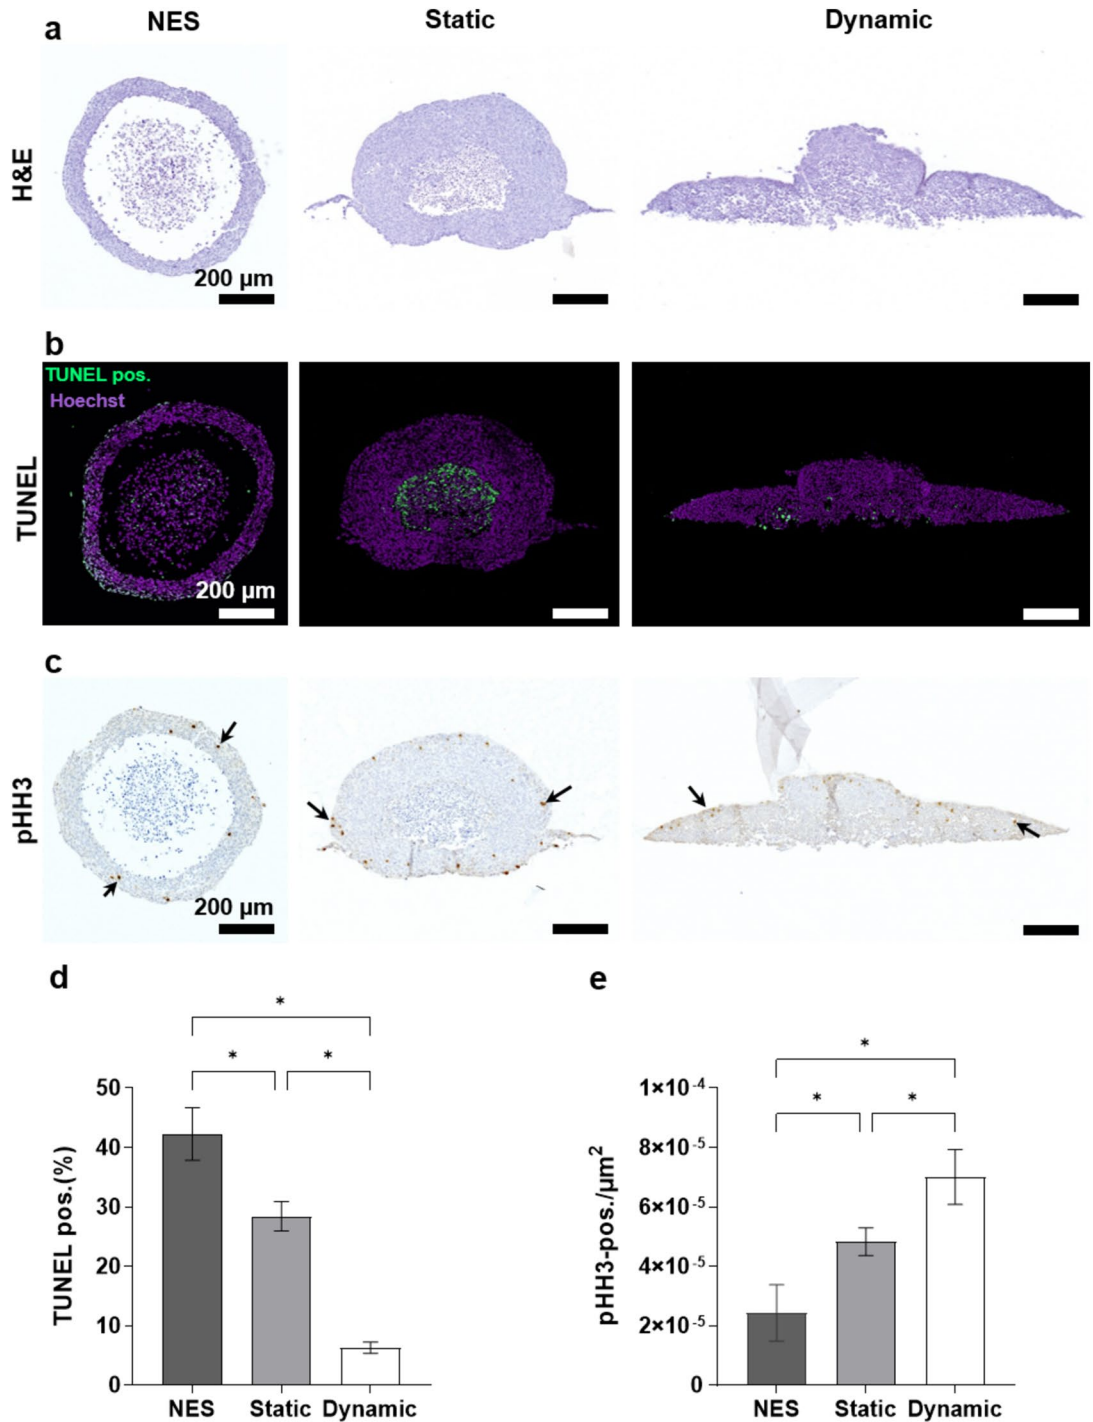 a
NES
Static
Dynamic
H&E
200 µm
b
TUNEL
TUNEL pos.
Hoechst
200 µm
c
pHH3
200 µm
d
*
*
*
TUNEL pos.(%)
50
40
30
20
10
0
NES
Static
Dynamic
e
*
*
*
pHH3-pos./µm²
1×10⁻⁴
8×10⁻⁵
6×10⁻⁵
4×10⁻⁵
2×10⁻⁵
0
NES
Static
Dynamic